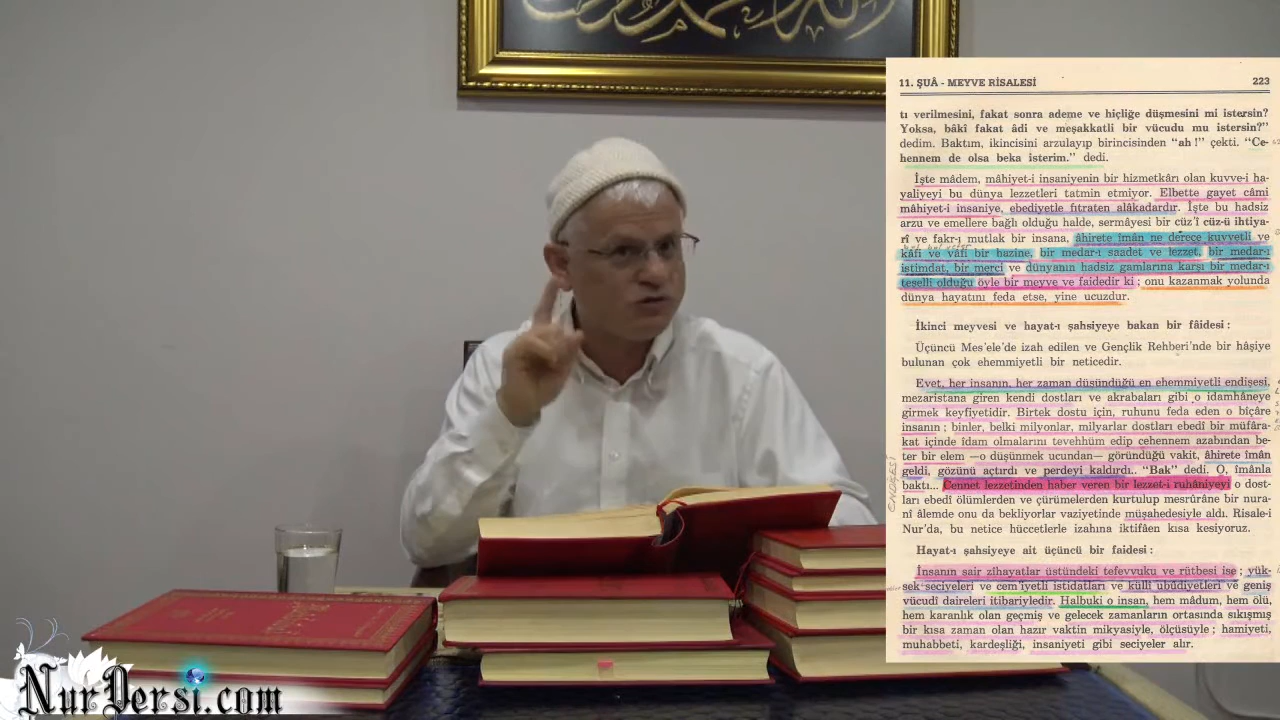 11. ŞUÂ - MEYVE RİSALESİ 223
tı verilmesini, fakat sonra ademe ve hiçliğe düşmesini mi istersin?
Yoksa, bâkî fakat âdi ve meşakkatli bir vücudu mu istersin?"
dedim. Baktım, ikincisini arzulayıp birincisinden "ah !" çekti. "Ce-
hennem de olsa beka isterim." dedi.
İşte mâdem, mâhiyet-i insaniyenin bir hizmetkârı olan kuvve-i ha-
yaliyeyi bu dünya lezzetleri tatmin etmiyor. Elbette gayet câmi
mâhiyet-i insaniye, ebediyetle fıtraten alâkadardır. İşte bu hadsiz
arzu ve emellere bağlı olduğu halde, sermâyesi bir cüz'î cüz-ü ihtiya-
rî ve fakr-ı mutlak bir insana, âhirete îmân ne derece kuvvetli ve
kâfi ve vâfi bir hazine, bir medar-ı saadet ve lezzet, bir medar-ı
istimdat, bir merci ve dünyanın hadsiz gamlarına karşı bir medar-ı
teselli olduğu öyle bir meyve ve faidedir ki ; onu kazanmak yolunda
dünya hayatını feda etse, yine ucuzdur.
İkinci meyvesi ve hayat-ı şahsiyeye bakan bir fâidesi :
Üçüncü Mes'ele'de izah edilen ve Gençlik Rehberi'nde bir hâşiye
bulunan çok ehemmiyetli bir neticedir.
Evet, her insanın, her zaman düşündüğü en ehemmiyetli endişesi,
mezaristana giren kendi dostları ve akrabaları gibi o idamhâneye
girmek keyfiyetidir. Birtek dostu için, ruhunu feda eden o bîçâre
insanın ; binler, belki milyonlar, milyarlar dostları ebedî bir müfâra-
kat içinde îdam olmalarını tevehhüm edip cehennem azabından be-
ter bir elem —o düşünmek ucundan— göründüğü vakit, âhirete îmân
geldi, gözünü açtırdı ve perdeyi kaldırdı.. "Bak" dedi. O, îmânla
baktı... Cennet lezzetinden haber veren bir lezzet-i ruhâniyeyi o dost-
ları ebedî ölümlerden ve çürümelerden kurtulup mesrûrâne bir nura-
nî âlemde onu da bekliyorlar vaziyetinde müşahedesiyle aldı. Risale-i
Nur'da, bu netice hüccetlerle izahına iktifâen kısa kesiyoruz.
Hayat-ı şahsiyeye ait üçüncü bir faidesi :
İnsanın sair zîhayatlar üstündeki tefevvuku ve rütbesi ise ; yük-
sek seciyeleri ve cem'iyetli istidatları ve küllî ubûdiyetleri ve geniş
vücudî daireleri itibariyledir. Halbuki o insan, hem mâdum, hem ölü,
hem karanlık olan geçmiş ve gelecek zamanların ortasında sıkışmış
bir kısa zaman olan hazır vaktin mikyasiyle, ölçüsüyle ; hamiyeti,
muhabbeti, kardeşliği, insaniyeti gibi seciyeler alır.
ENDİŞESİ
NurDersi.com